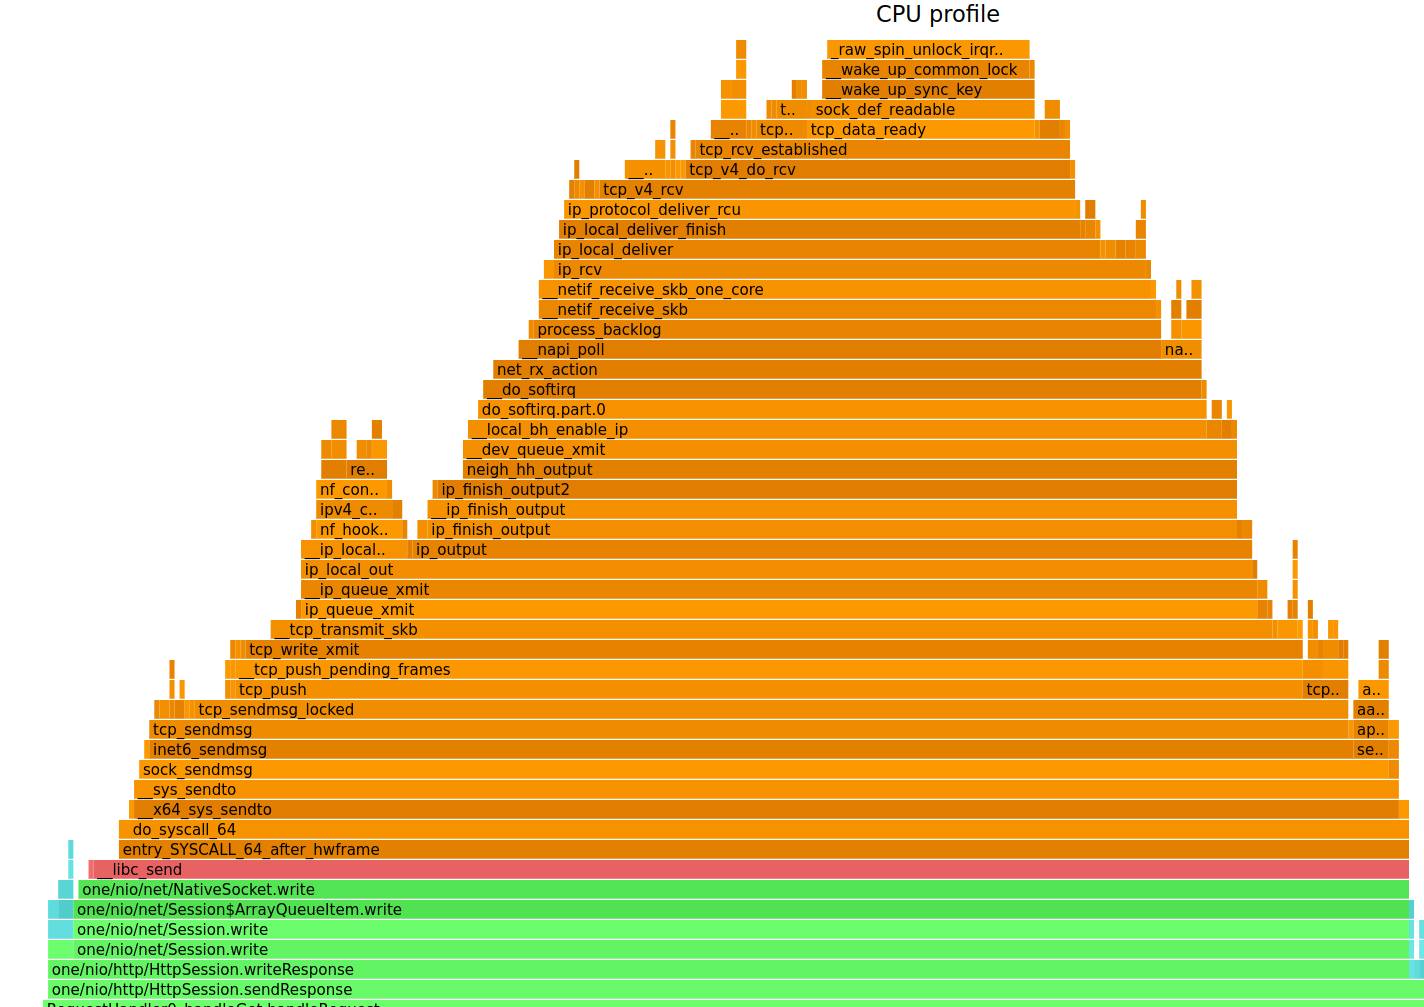 CPU profile
_raw_spin_unlock_irqr..
__wake_up_common_lock
__wake_up_sync_key
t.. sock_def_readable
__.. tcp.. tcp_data_ready
tcp_rcv_established
__.. tcp_v4_do_rcv
tcp_v4_rcv
ip_protocol_deliver_rcu
ip_local_deliver_finish
ip_local_deliver
ip_rcv
__netif_receive_skb_one_core
__netif_receive_skb
process_backlog
__napi_poll na..
net_rx_action
__do_softirq
do_softirq.part.0
__local_bh_enable_ip
__dev_queue_xmit
re.. neigh_hh_output
nf_con.. ip_finish_output2
ipv4_c.. __ip_finish_output
nf_hook.. ip_finish_output
__ip_local.. ip_output
ip_local_out
__ip_queue_xmit
ip_queue_xmit
__tcp_transmit_skb
tcp_write_xmit
__tcp_push_pending_frames
tcp_push tcp.. a..
tcp_sendmsg_locked aa..
tcp_sendmsg ap..
inet6_sendmsg se..
sock_sendmsg
__sys_sendto
__x64_sys_sendto
do_syscall_64
entry_SYSCALL_64_after_hwframe
__libc_send
one/nio/net/NativeSocket.write
one/nio/net/Session$ArrayQueueItem.write
one/nio/net/Session.write
one/nio/net/Session.write
one/nio/http/HttpSession.writeResponse
one/nio/http/HttpSession.sendResponse